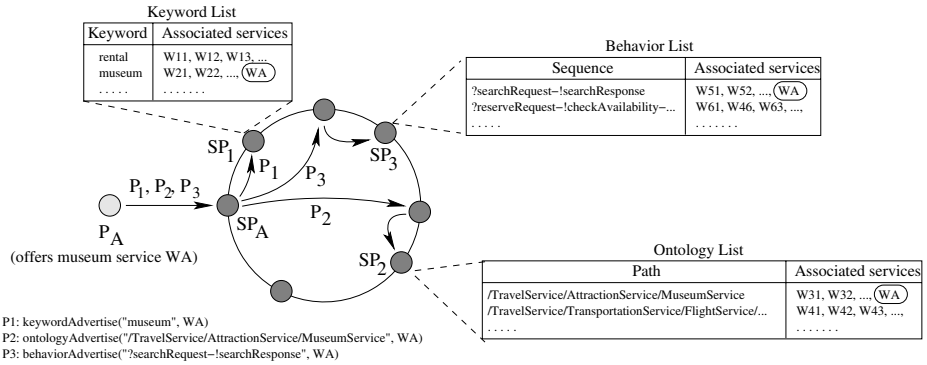 Keyword List
Keyword Associated services
rental W11, W12, W13, ...
museum W21, W22, ..., WA
. . . . . . . . . . . .
Behavior List
Sequence Associated services
?searchRequest−!searchResponse W51, W52, ..., WA
?reserveRequest−!checkAvailability−... W61, W46, W63, ...,
. . . . . . . . . . . .
SP1
P1
P3
SP3
P1, P2, P3
PA
(offers museum service WA)
SPA
P2
SP2
Ontology List
Path Associated services
/TravelService/AttractionService/MuseumService W31, W32, ..., WA
/TravelService/TransportationService/FlightService/... W41, W42, W43, ...,
. . . . . . . . . . . .
P1: keywordAdvertise("museum", WA)
P2: ontologyAdvertise("/TravelService/AttractionService/MuseumService", WA)
P3: behaviorAdvertise("?searchRequest−!searchResponse", WA)